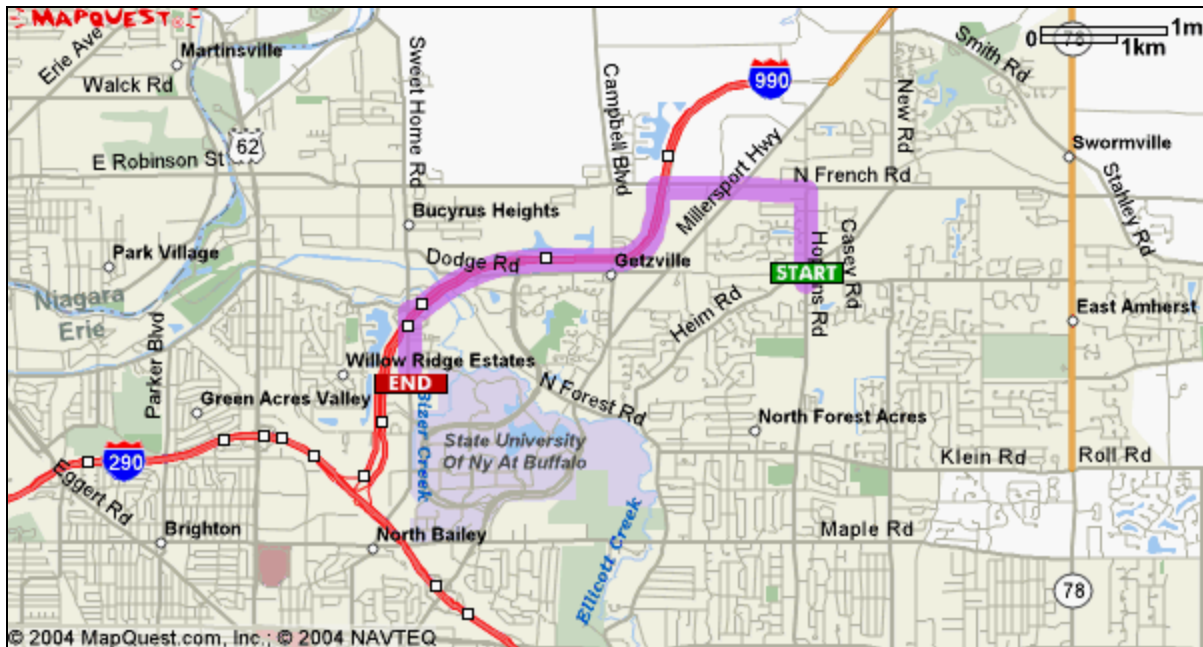 MAPQUEST
Erie Ave
Martinsville
Walck Rd
62
E Robinson St
Sweet Home Rd
Campbell Blvd
990
Millersport Hwy
New Rd
Smith Rd
78
1m
0
1km
Swormville
Stahley Rd
N French Rd
Bucyrus Heights
Park Village
Dodge Rd
Getzville
START
Hopkins Rd
Casey Rd
Heim Rd
East Amherst
Niagara
Erie
Parker Blvd
Willow Ridge Estates
END
Green Acres Valley
Bizer Creek
N Forest Rd
State University
Of Ny At Buffalo
North Forest Acres
290
Eggert Rd
Klein Rd
Roll Rd
Brighton
North Bailey
Maple Rd
Ellicott Creek
78
© 2004 MapQuest.com, Inc.; © 2004 NAVTEQ